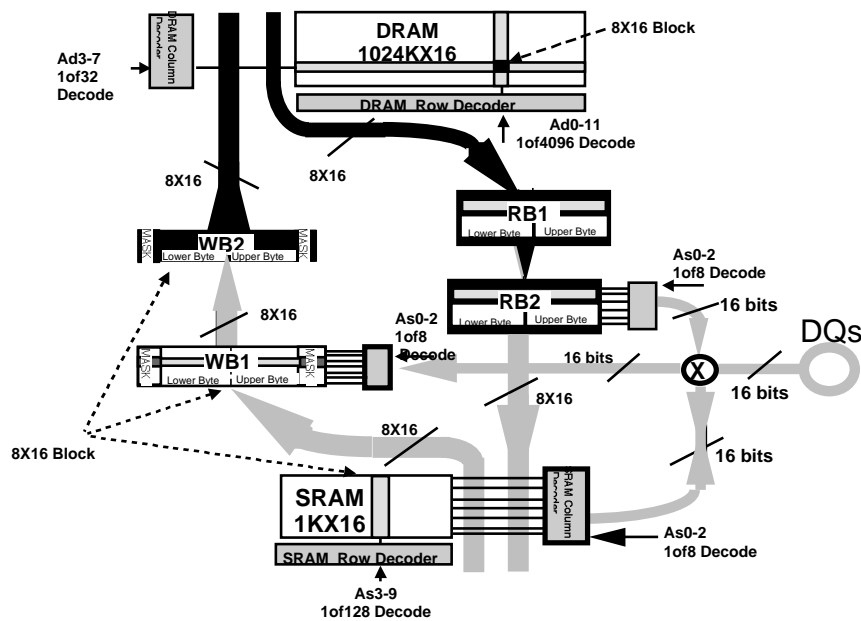 DRAM Column
Decoder
DRAM
1024KX16
8X16 Block
Ad3-7
1of32
Decode
DRAM Row Decoder
Ad0-11
1of4096 Decode
8X16
8X16
RB1
Lower Byte
Upper Byte
MASK
WB2
MASK
Lower Byte
Upper Byte
As0-2
1of8 Decode
RB2
Lower Byte
Upper Byte
16 bits
8X16
As0-2
1of8
Decode
DQs
MASK
WB1
MASK
Lower Byte
Upper Byte
16 bits
X
16 bits
8X16
8X16
8X16 Block
16 bits
SRAM
1KX16
SRAM Column
Decoder
As0-2
1of8 Decode
SRAM Row Decoder
As3-9
1of128 Decode